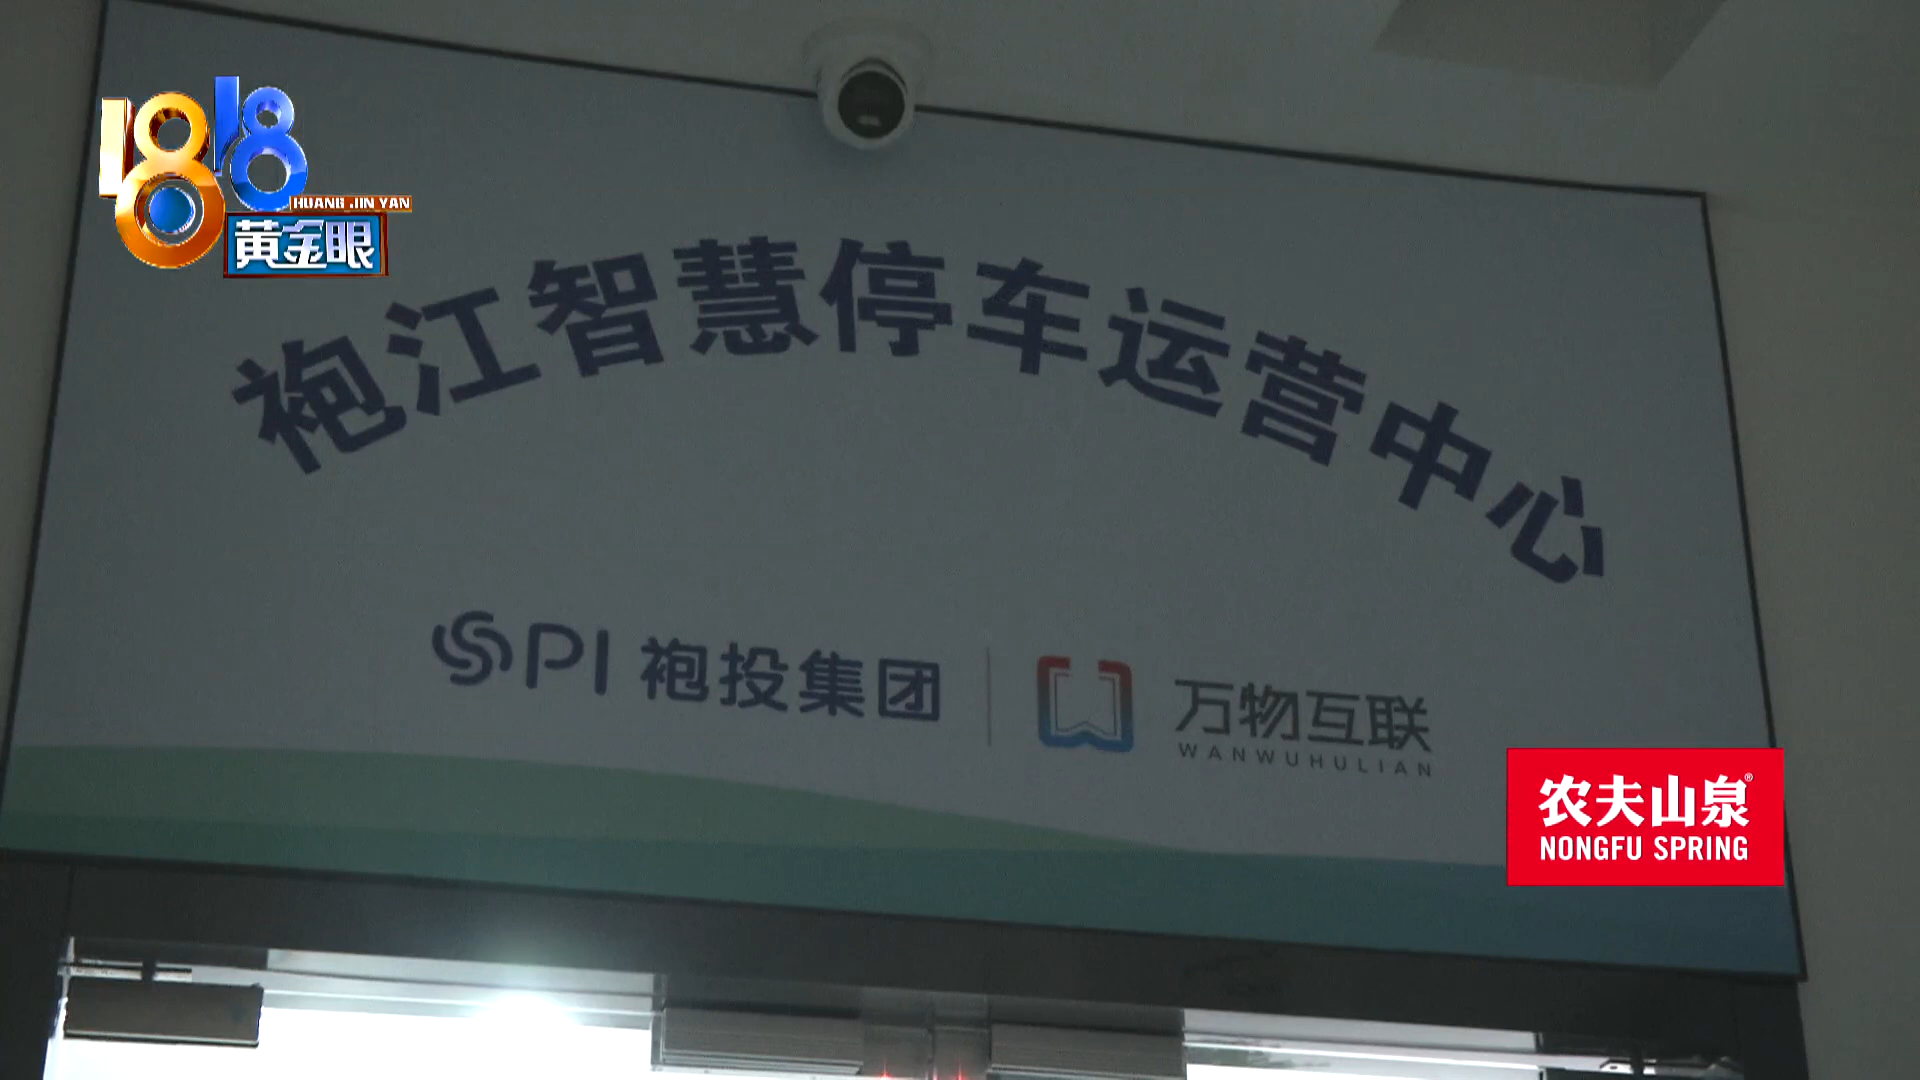 1818
HUANG JIN YAN
黄金眼
袍江智慧停车运营中心
SPI 袍投集团
万物互联
WANWUHULIAN
农夫山泉®
NONGFU SPRING